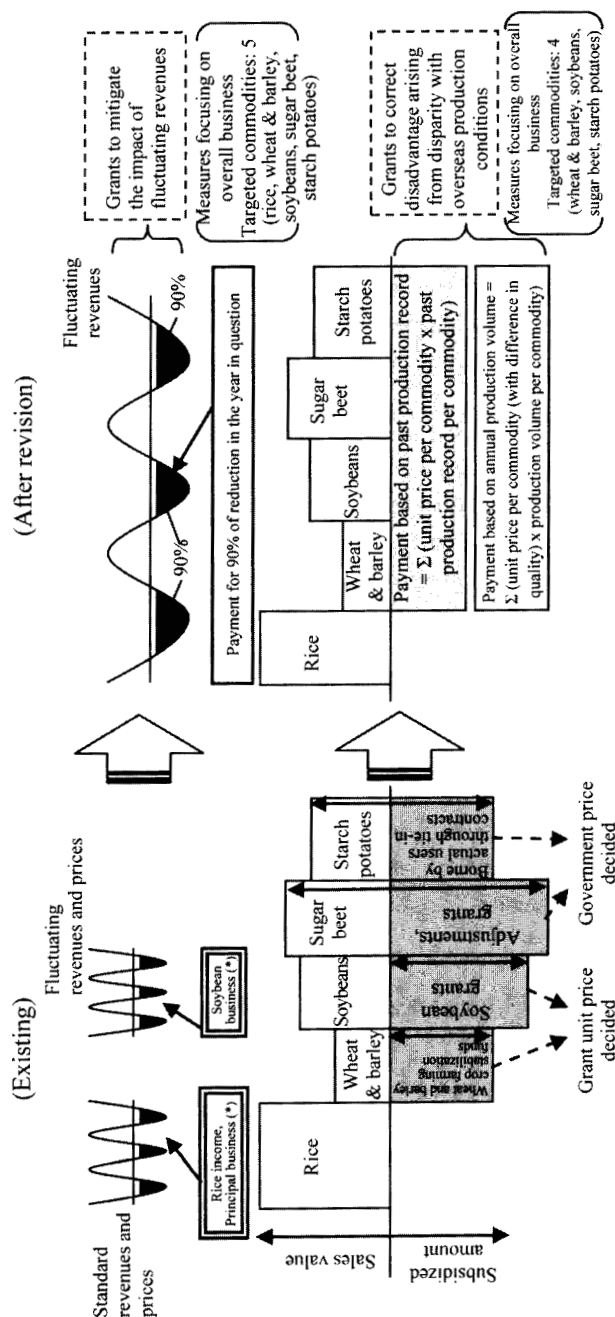 (Existing)
(After revision)
Standard
revenues and
prices
Fluctuating
revenues and prices
Rice income,
Principal business (*)
Soybean
business (*)
Sales value
Subsidized
amount
Rice
Wheat
& barley
Soybeans
Sugar
beet
Starch
potatoes
Wheat and barley
crop farming
stabilization
funds
Soybean
grants
Adjustments,
grants
Borne by
actual users
through tie-in
contracts
Grant unit price
decided
Government price
decided
Fluctuating
revenues
90%
90%
Payment for 90% of reduction in the year in question
Rice
Wheat
& barley
Soybeans
Sugar
beet
Starch
potatoes
Payment based on past production record
= Σ (unit price per commodity x past
production record per commodity)
Payment based on annual production volume =
Σ (unit price per commodity (with difference in
quality) x production volume per commodity)
Grants to mitigate
the impact of
fluctuating revenues
Measures focusing on
overall business
Targeted commodities: 5
(rice, wheat & barley,
soybeans, sugar beet,
starch potatoes)
Grants to correct
disadvantage arising
from disparity with
overseas production
conditions
Measures focusing on overall
business
Targeted commodities: 4
(wheat & barley, soybeans,
sugar beet, starch potatoes)